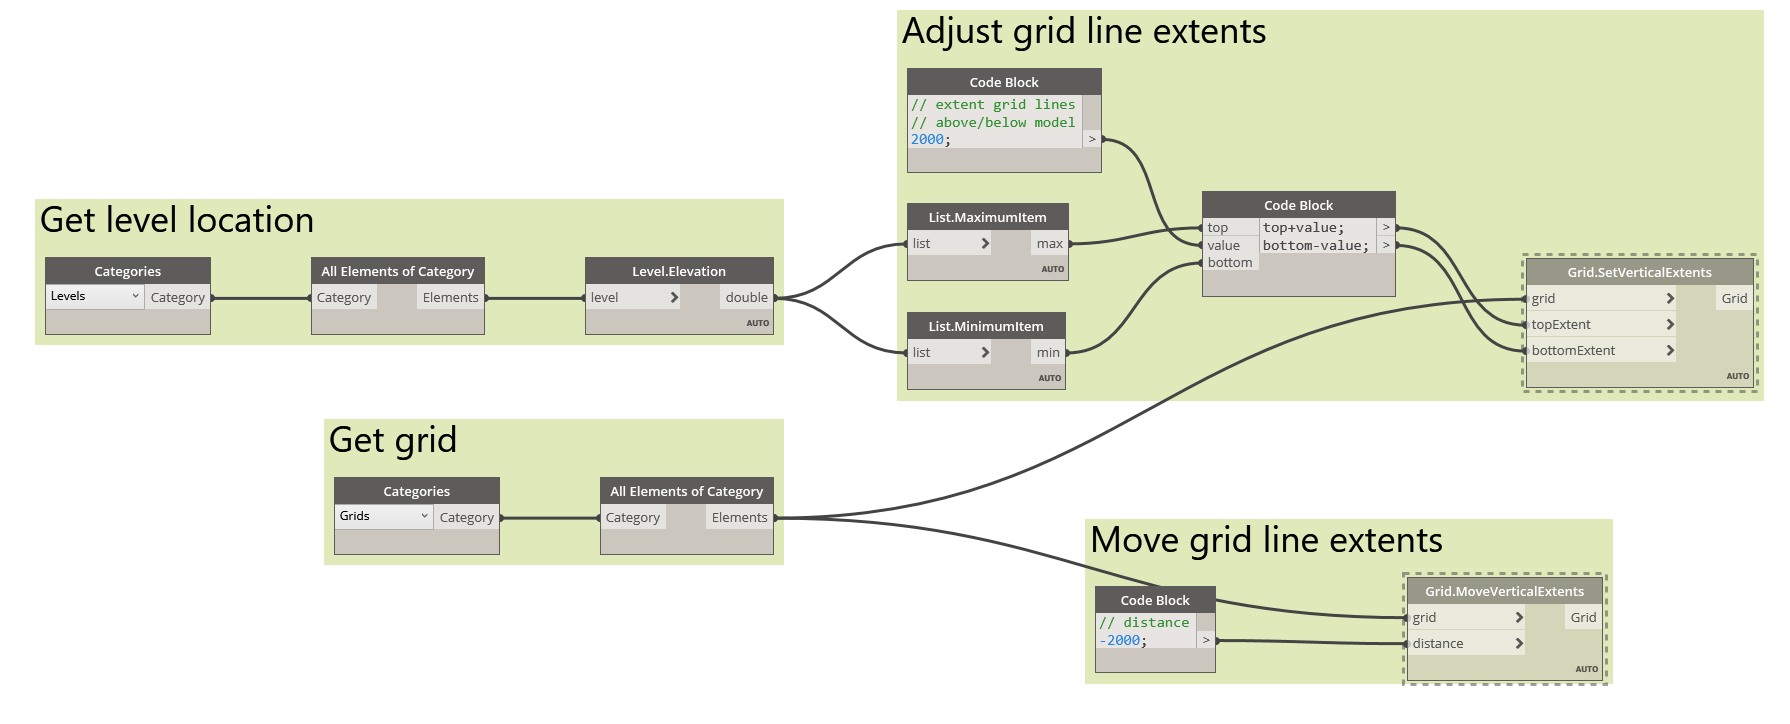 Adjust grid line extents
Code Block
// extent grid lines
// above/below model
2000;
>
List.MaximumItem
list > max
AUTO
List.MinimumItem
list > min
AUTO
Code Block
top top+value; >
value bottom-value; >
bottom
Grid.SetVerticalExtents
grid > Grid
topExtent >
bottomExtent >
AUTO
Get level location
Categories
Levels Category
All Elements of Category
Category Elements
Level.Elevation
level > double
AUTO
Get grid
Categories
Grids Category
All Elements of Category
Category Elements
Move grid line extents
Code Block
// distance
-2000; >
Grid.MoveVerticalExtents
grid > Grid
distance >
AUTO